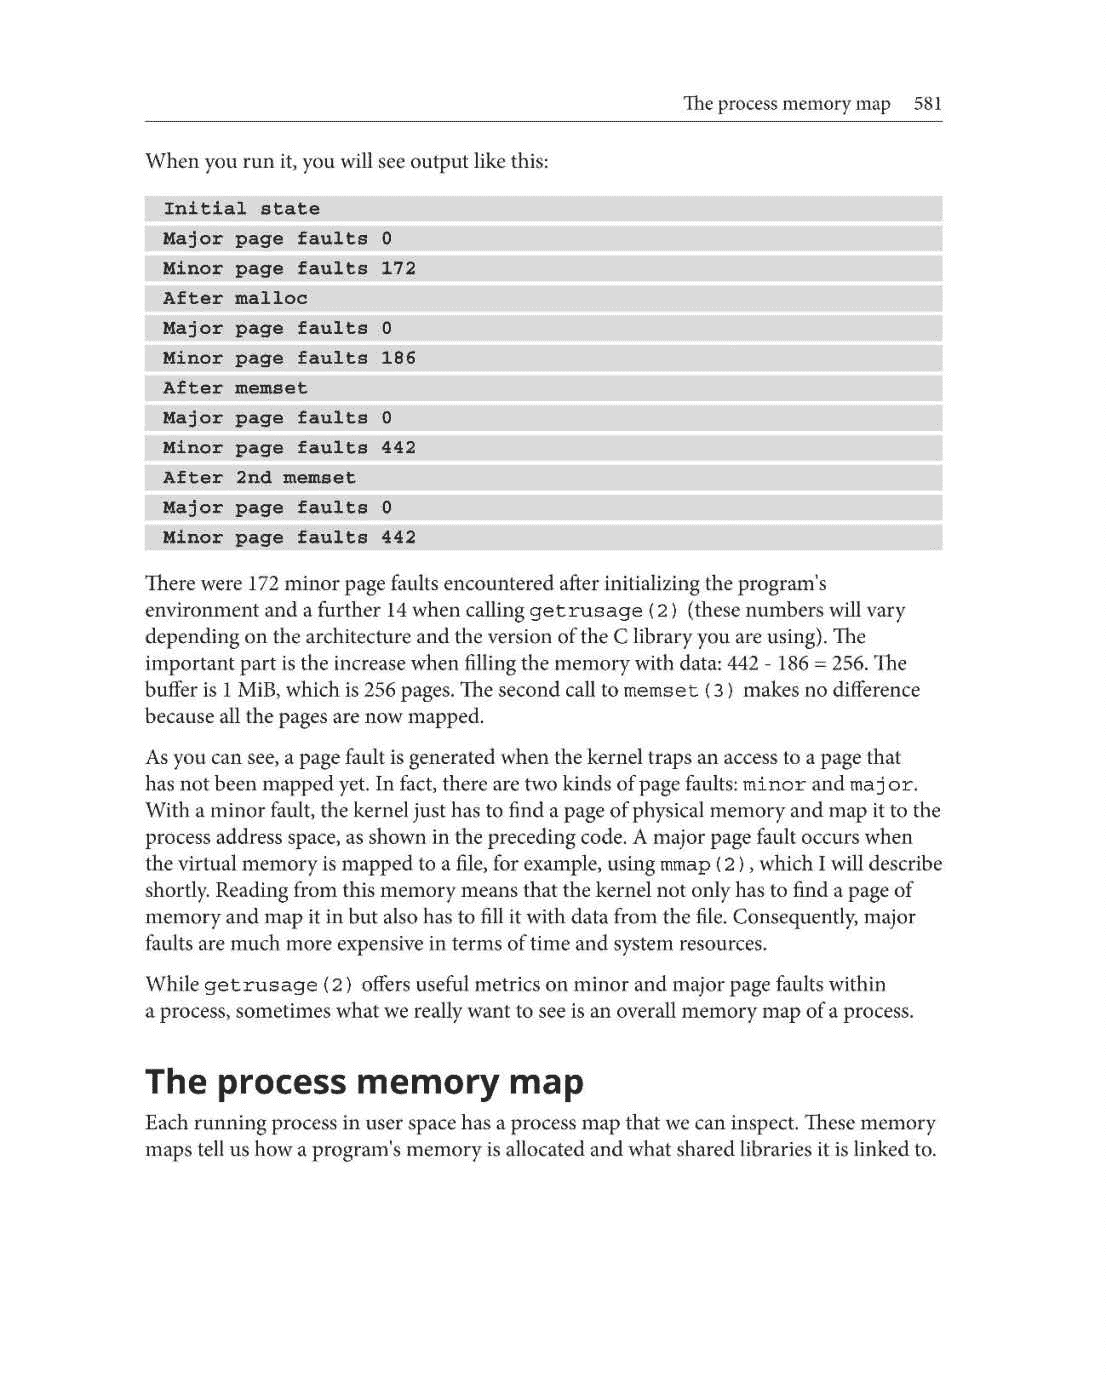 The process memory map 581
When you run it, you will see output like this:
Initial state
Major page faults 0
Minor page faults 172
After malloc
Major page faults 0
Minor page faults 186
After memset
Major page faults 0
Minor page faults 442
After 2nd memset
Major page faults 0
Minor page faults 442
There were 172 minor page faults encountered after initializing the program's
environment and a further 14 when calling getrusage(2) (these numbers will vary
depending on the architecture and the version of the C library you are using). The
important part is the increase when filling the memory with data: 442 - 186 = 256. The
buffer is 1 MiB, which is 256 pages. The second call to memset(3) makes no difference
because all the pages are now mapped.
As you can see, a page fault is generated when the kernel traps an access to a page that
has not been mapped yet. In fact, there are two kinds of page faults: minor and major.
With a minor fault, the kernel just has to find a page of physical memory and map it to the
process address space, as shown in the preceding code. A major page fault occurs when
the virtual memory is mapped to a file, for example, using mmap(2), which I will describe
shortly. Reading from this memory means that the kernel not only has to find a page of
memory and map it in but also has to fill it with data from the file. Consequently, major
faults are much more expensive in terms of time and system resources.
While getrusage(2) offers useful metrics on minor and major page faults within
a process, sometimes what we really want to see is an overall memory map of a process.
The process memory map
Each running process in user space has a process map that we can inspect. These memory
maps tell us how a program's memory is allocated and what shared libraries it is linked to.